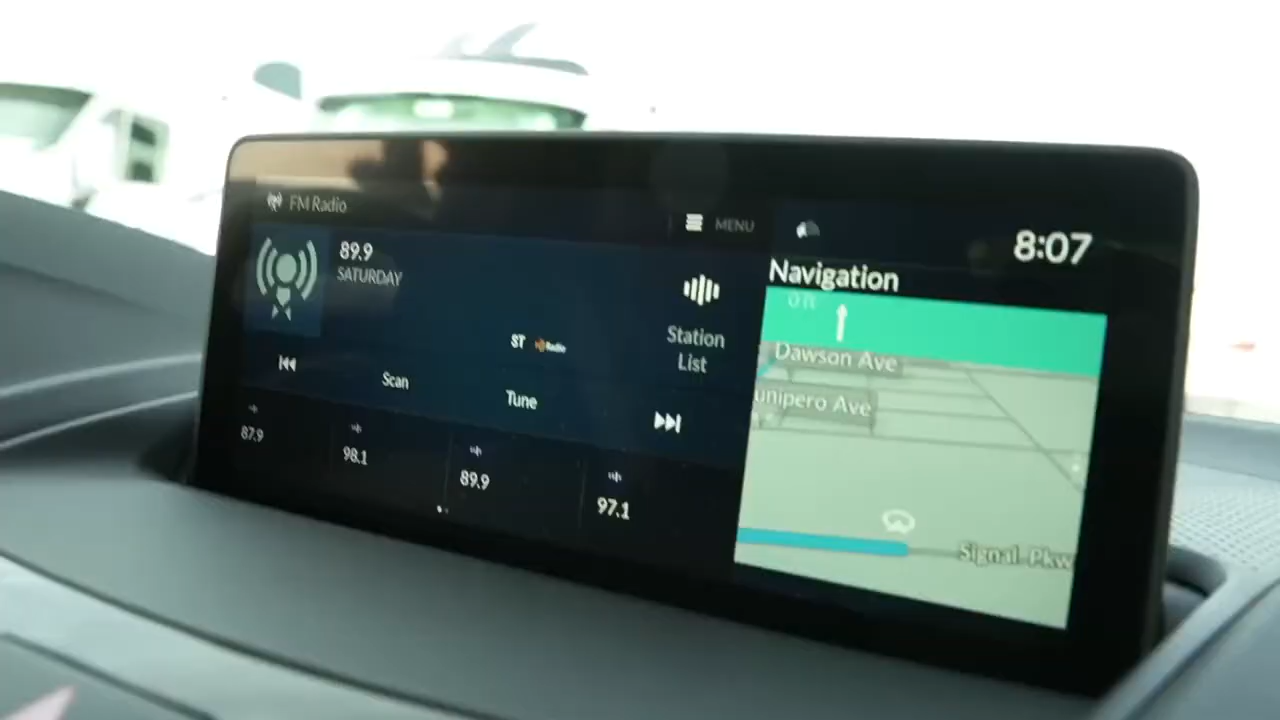 FM Radio
MENU
8:07
89.9
SATURDAY
Station
List
ST
Radio
Scan
Tune
87.9
98.1
89.9
97.1
Navigation
0 ft
Dawson Ave
unipero Ave
Signal Pkw